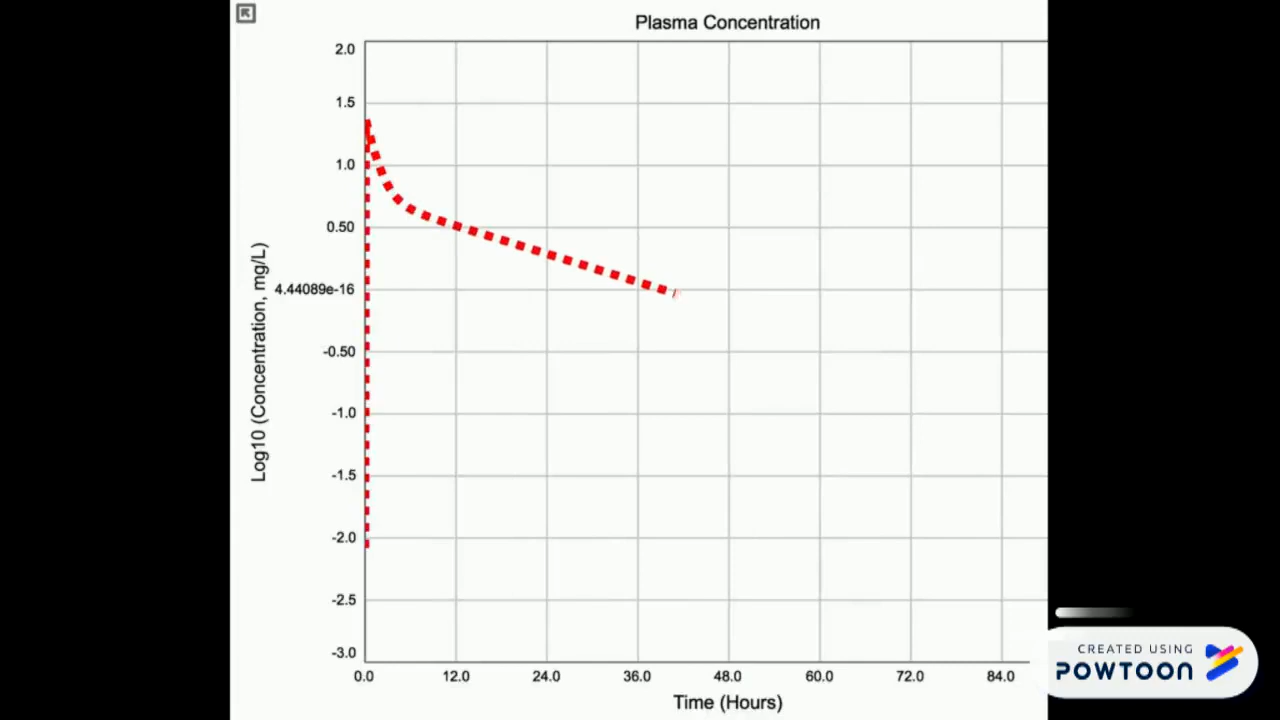 Plasma Concentration
2.0
1.5
1.0
0.50
4.44089e-16
-0.50
-1.0
-1.5
-2.0
-2.5
-3.0
Log10 (Concentration, mg/L)
0.0 12.0 24.0 36.0 48.0 60.0 72.0 84.0
Time (Hours)
CREATED USING
POWTOON